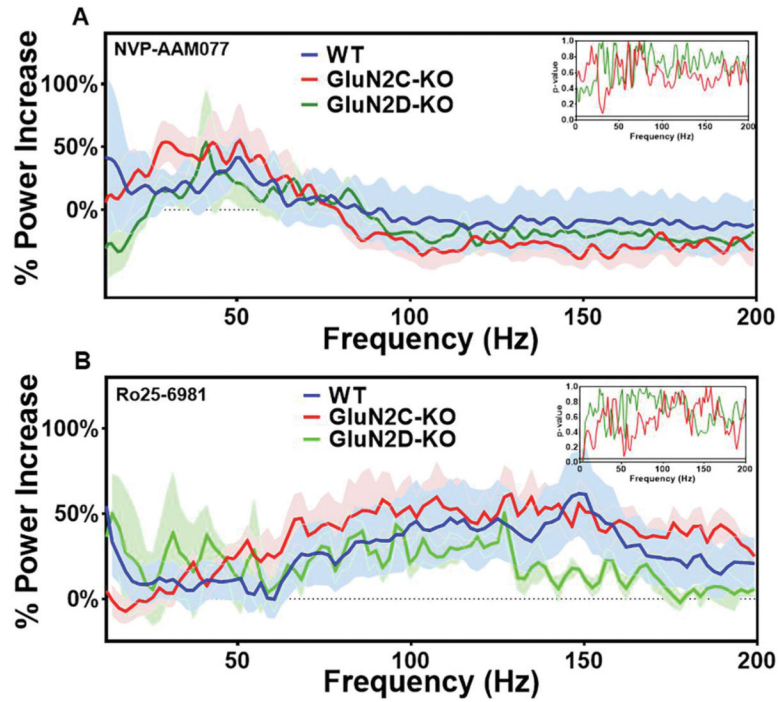 A
NVP-AAM077
WT
GluN2C-KO
GluN2D-KO
% Power Increase
100%
50%
0%
50
100
150
200
Frequency (Hz)
p-value
1.0
0.8
0.6
0.4
0.2
0.0
0
50
100
150
200
Frequency (Hz)
B
Ro25-6981
WT
GluN2C-KO
GluN2D-KO
% Power Increase
100%
50%
0%
50
100
150
200
Frequency (Hz)
p-value
1.0
0.8
0.6
0.4
0.2
0.0
0
50
100
150
200
Frequency (Hz)